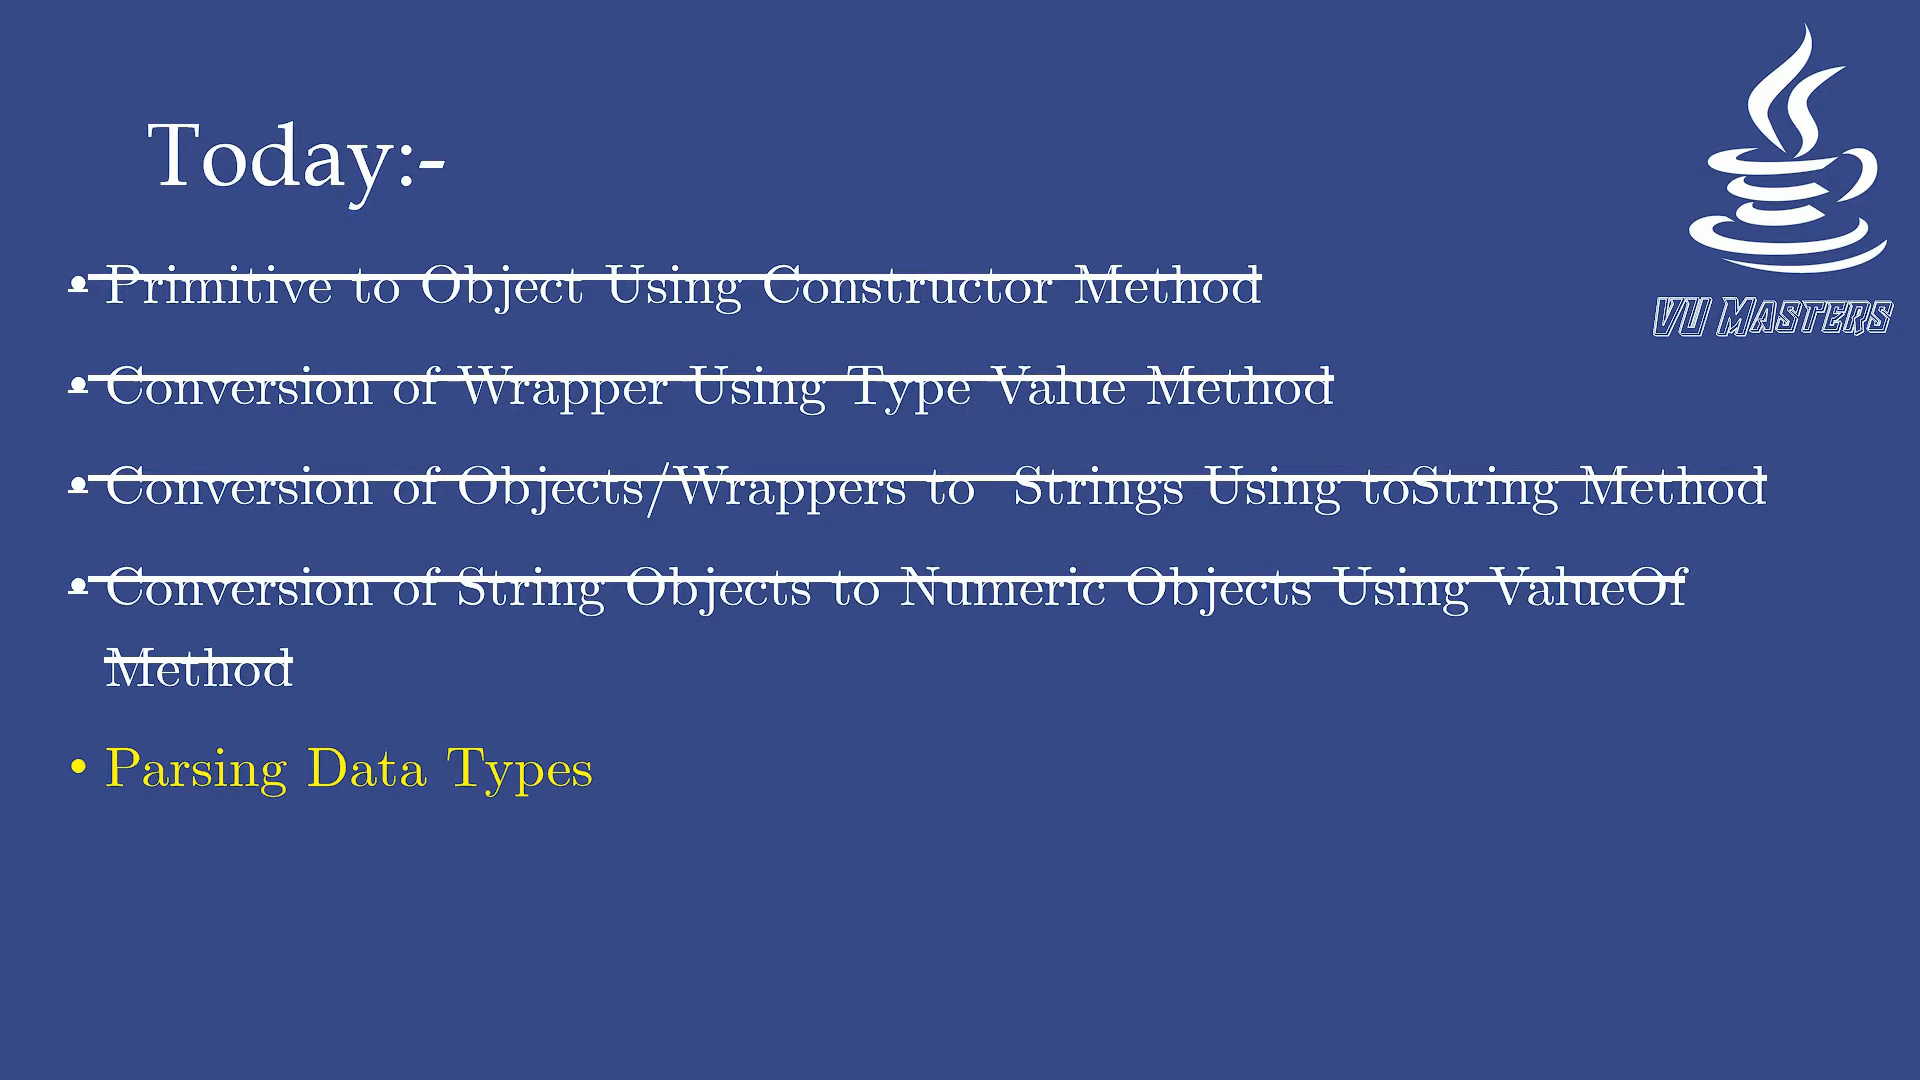 Today:-
• Primitive to Object Using Constructor Method
• Conversion of Wrapper Using Type Value Method
• Conversion of Objects/Wrappers to  Strings Using toString Method
• Conversion of String Objects to Numeric Objects Using ValueOf
Method
• Parsing Data Types
VU MASTERS